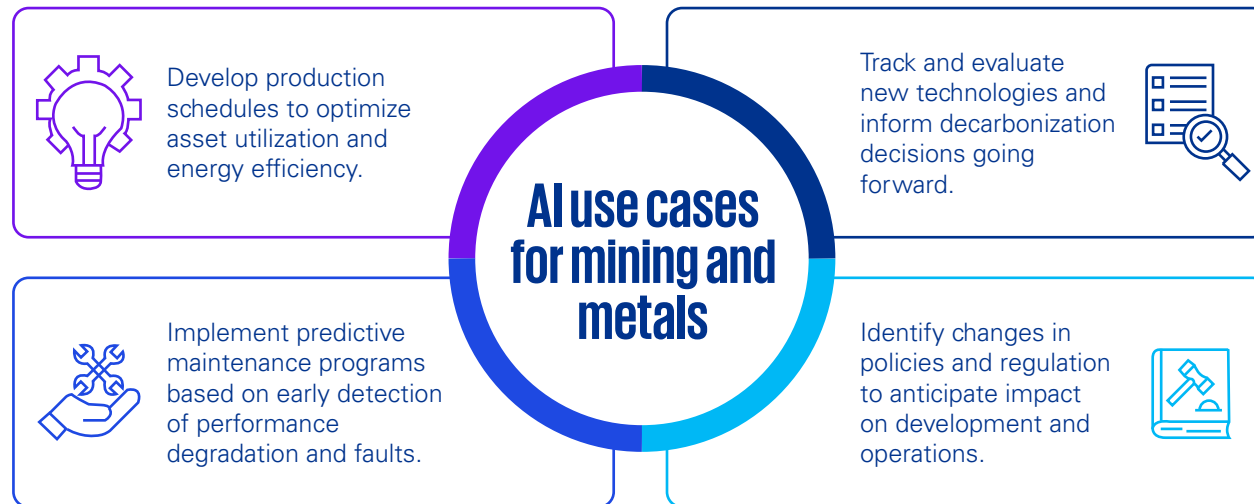 Develop production
schedules to optimize
asset utilization and
energy efficiency.
Track and evaluate
new technologies and
inform decarbonization
decisions going
forward.
AI use cases
for mining and
metals
Implement predictive
maintenance programs
based on early detection
of performance
degradation and faults.
Identify changes in
policies and regulation
to anticipate impact
on development and
operations.